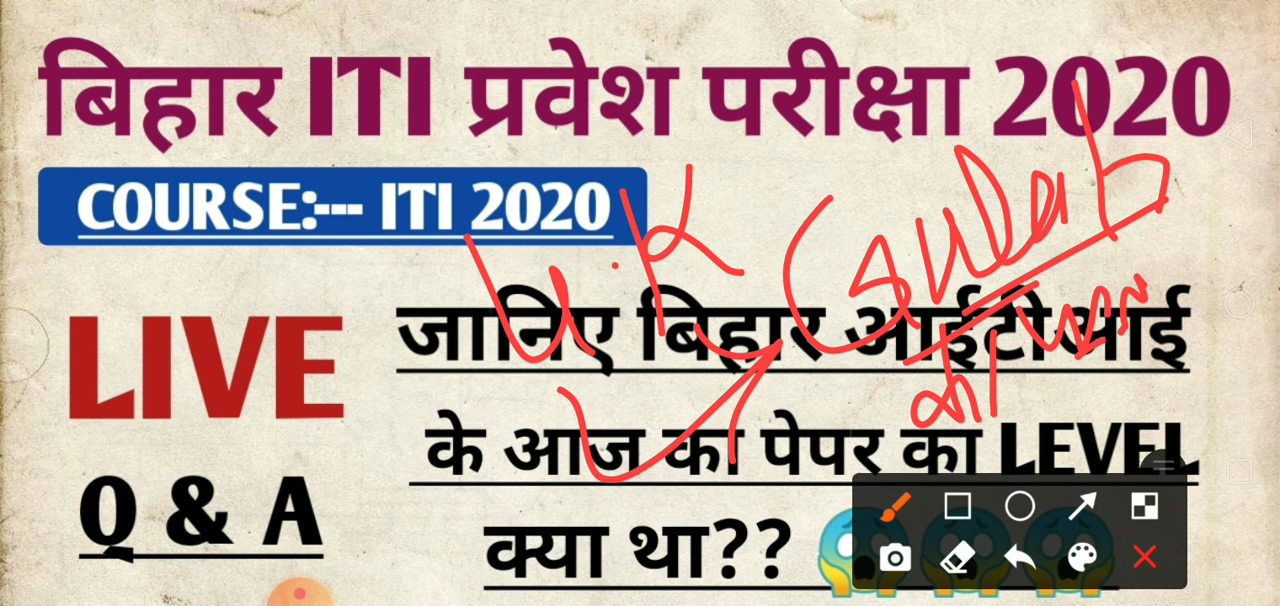 बिहार ITI प्रवेश परीक्षा 2020
COURSE:--- ITI 2020
U.K
LIVE
Q & A
जानिए बिहार आईटीआई
के आज का पेपर का LEVEL
क्या था??